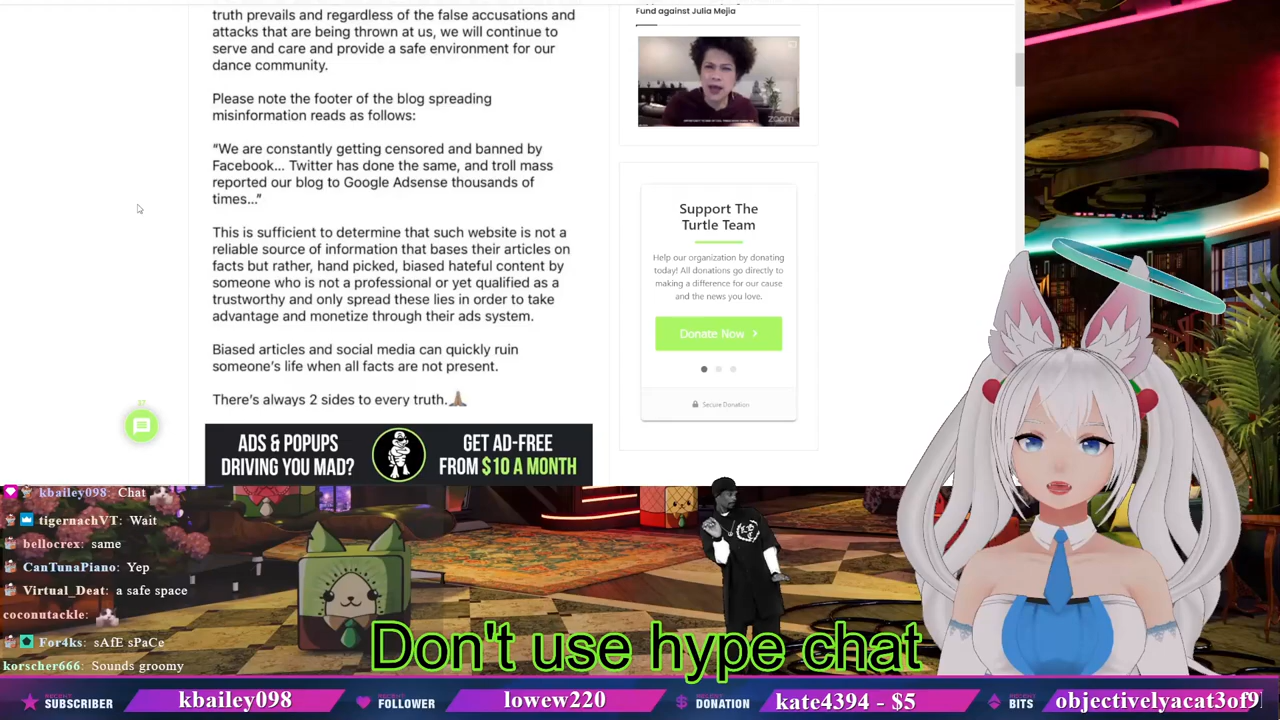 truth prevails and regardless of the false accusations and
attacks that are being thrown at us, we will continue to
serve and care and provide a safe environment for our
dance community.
Please note the footer of the blog spreading
misinformation reads as follows:
“We are constantly getting censored and banned by
Facebook... Twitter has done the same, and troll mass
reported our blog to Google Adsense thousands of
times...”
This is sufficient to determine that such website is not a
reliable source of information that bases their articles on
facts but rather, hand picked, biased hateful content by
someone who is not a professional or yet qualified as a
trustworthy and only spread these lies in order to take
advantage and monetize through their ads system.
Biased articles and social media can quickly ruin
someone's life when all facts are not present.
There's always 2 sides to every truth.
ADS & POPUPS
DRIVING YOU MAD?
GET AD-FREE
FROM $10 A MONTH
Fund against Julia Mejia
zoom
Support The
Turtle Team
Help our organization by donating
today! All donations go directly to
making a difference for our cause
and the news you love.
Donate Now
Secure Donation
37
kbailey098: Chat
tigernachVT: Wait
bellocrex: same
CanTunaPiano: Yep
Virtual_Deat: a safe space
coconutackle:
For4ks: sAfE sPaCe
korscher666: Sounds groomy
Don't use hype chat
RECENT
SUBSCRIBER
kbailey098
RECENT
FOLLOWER
lowew220
RECENT
DONATION
kate4394 - $5
RECENT
BITS
objectivelyacat3of9